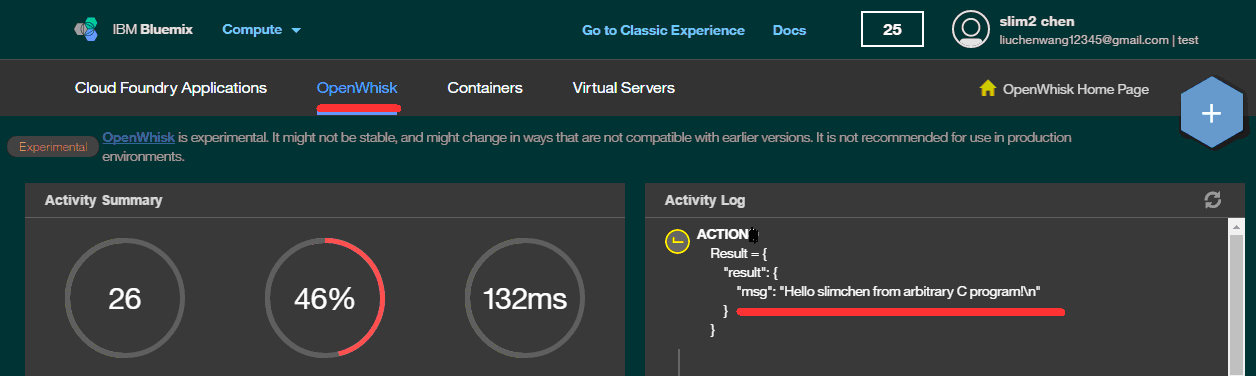 IBM Bluemix Compute Go to Classic Experience Docs 25 slim2 chen
liuchenwang12345@gmail.com | test
Cloud Foundry Applications OpenWhisk Containers Virtual Servers OpenWhisk Home Page
+
Experimental
OpenWhisk is experimental. It might not be stable, and might change in ways that are not compatible with earlier versions. It is not recommended for use in production
environments.
Activity Summary
26 46% 132ms
Activity Log
ACTION
Result = {
"result": {
"msg": "Hello slimchen from arbitrary C program!\n"
}
}